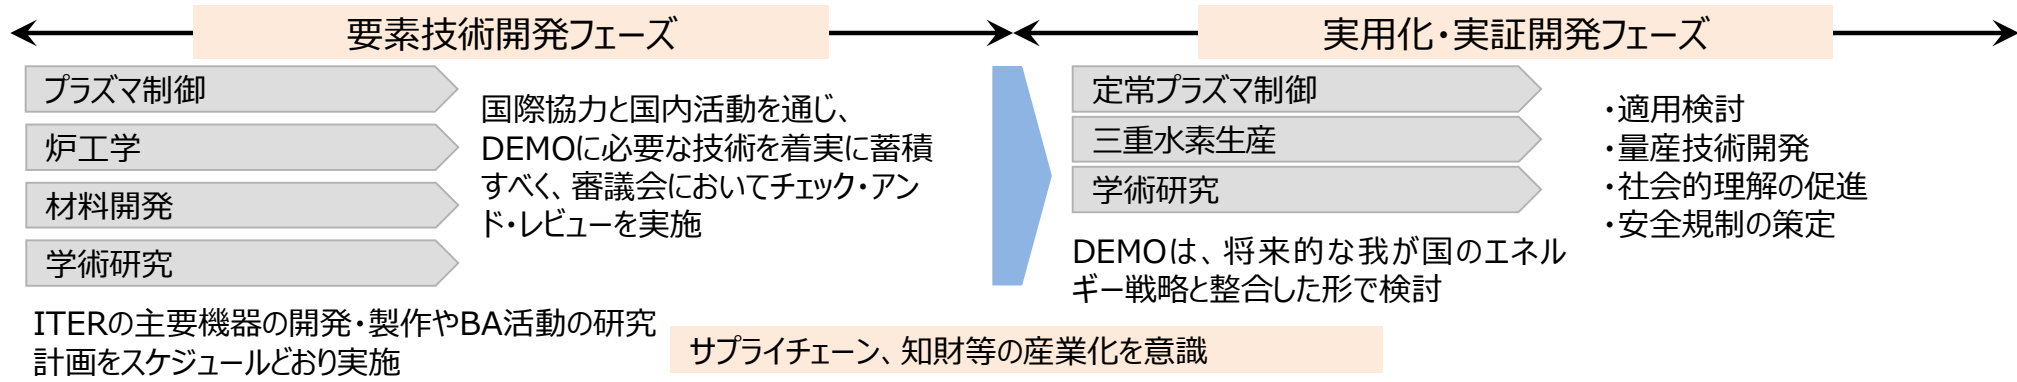 要素技術開発フェーズ
実用化・実証開発フェーズ
プラズマ制御
炉工学
材料開発
学術研究
国際協力と国内活動を通じ、
DEMOに必要な技術を着実に蓄積
すべく、審議会においてチェック・アン
ド・レビューを実施
ITERの主要機器の開発・製作やBA活動の研究
計画をスケジュールどおり実施
定常プラズマ制御
三重水素生産
学術研究
DEMOは、将来的な我が国のエネル
ギー戦略と整合した形で検討
・適用検討
・量産技術開発
・社会的理解の促進
・安全規制の策定
サプライチェーン、知財等の産業化を意識